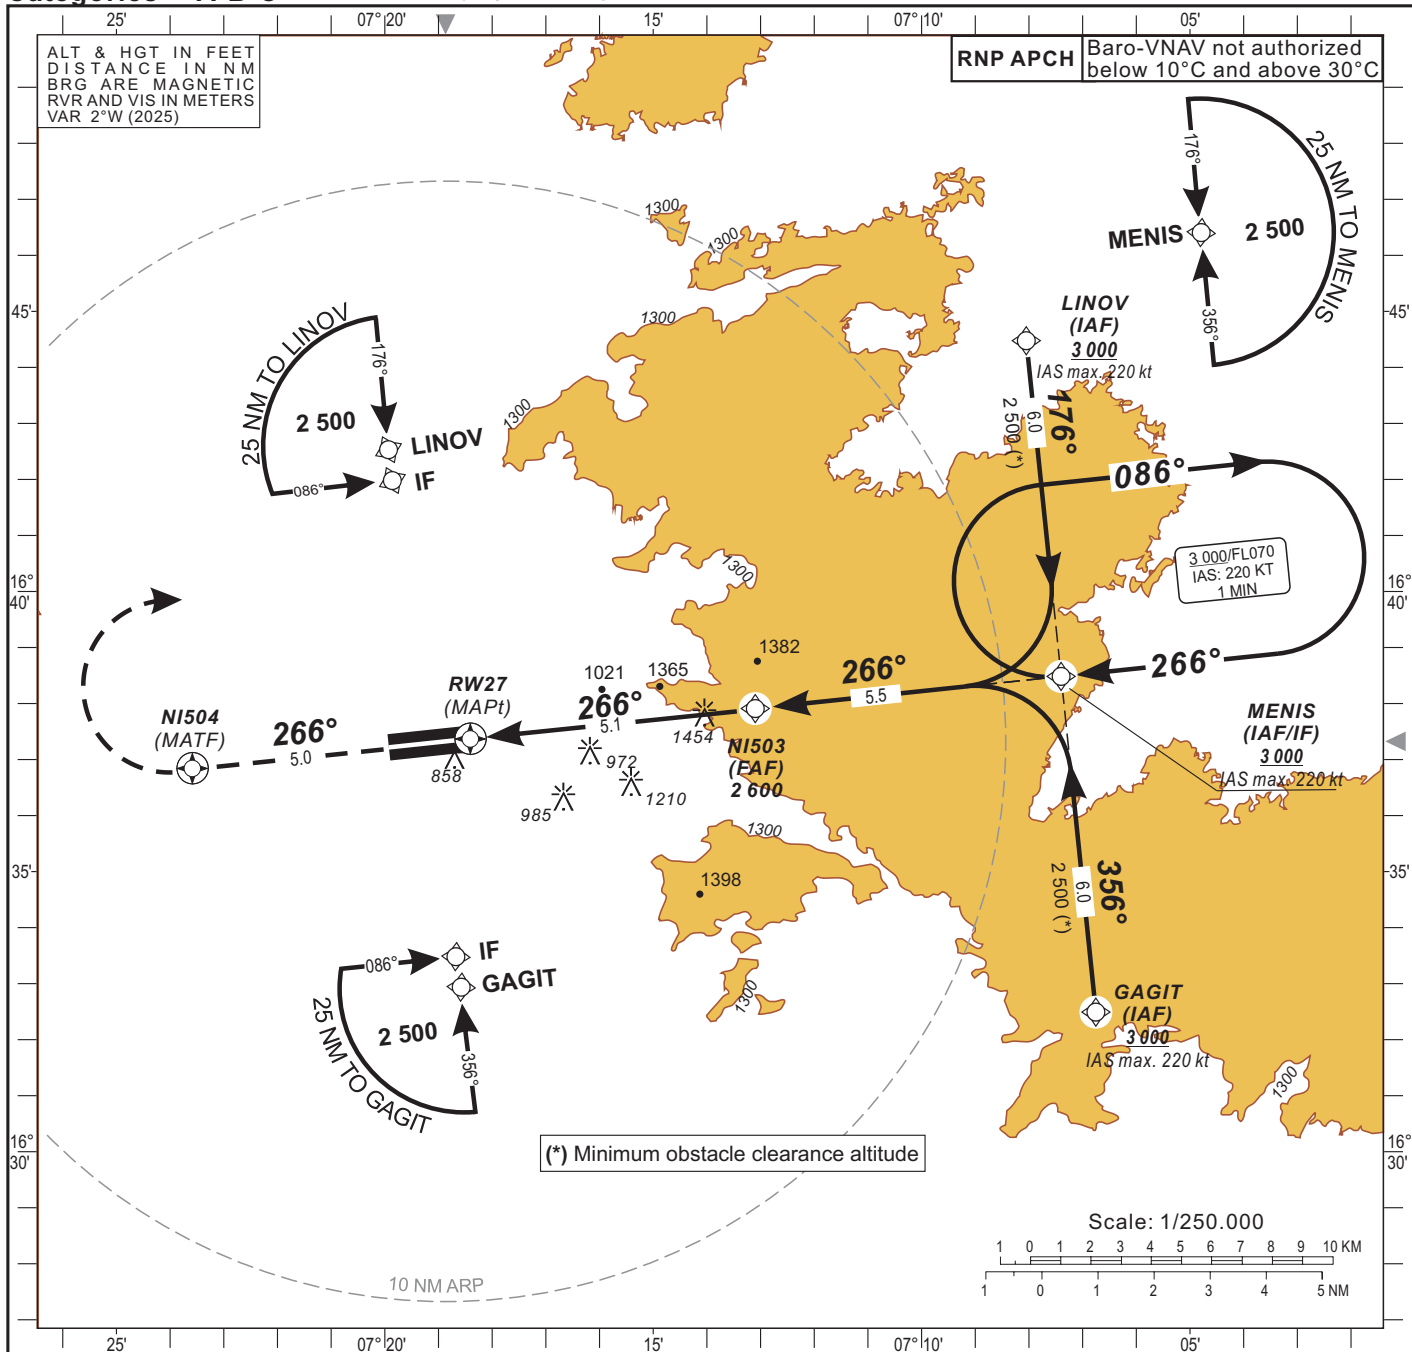 07°20'
15'
07°10'
05'
ALT & HGT IN FEET
DISTANCE IN NM
BRG ARE MAGNETIC
RVR AND VIS IN METERS
VAR 2°W (2025)
RNP APCH
Baro-VNAV not authorized
below 10°C and above 30°C
25 NM TO MENIS
176°
MENIS
2 500
356°
45'
45'
1300
1300
1300
1300
1300
LINOV
(IAF)
3 000
IAS max. 220 kt
25 NM TO LINOV
176°
2 500
LINOV
IF
086°
176°
6.0
2 500 (*)
086°
3 000/FL070
IAS: 220 KT
1 MIN
16°
40'
16°
40'
266°
1382
1365
1021
266°
5.5
266°
5.1
RW27
(MAPt)
NI504
(MATF)
266°
5.0
858
972
985
1210
1454
NI503
(FAF)
2 600
MENIS
(IAF/IF)
3 000
IAS max. 220 kt
1300
1398
35'
35'
356°
6.0
2 500 (*)
IF
086°
GAGIT
2 500
356°
25 NM TO GAGIT
1300
GAGIT
(IAF)
3 000
IAS max. 220 kt
1300
16°
30'
16°
30'
(*) Minimum obstacle clearance altitude
Scale: 1/250.000
1 0 1 2 3 4 5 6 7 8 9 10 KM
1 0 1 2 3 4 5 NM
10 NM ARP
25'
07°20'
15'
07°10'
05'